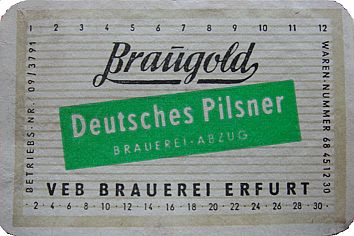 1 2 3 4 5 6 7 8 9 10 11 12
Braugold
Deutsches Pilsner
BRAUEREI-ABZUG
VEB BRAUEREI ERFURT
·2·4·6·8·10·12·14·16·18·20·22·24·26·28·30·
BETRIEBS-NR. 09/3791
WAREN-NUMMER 68 45 12 30